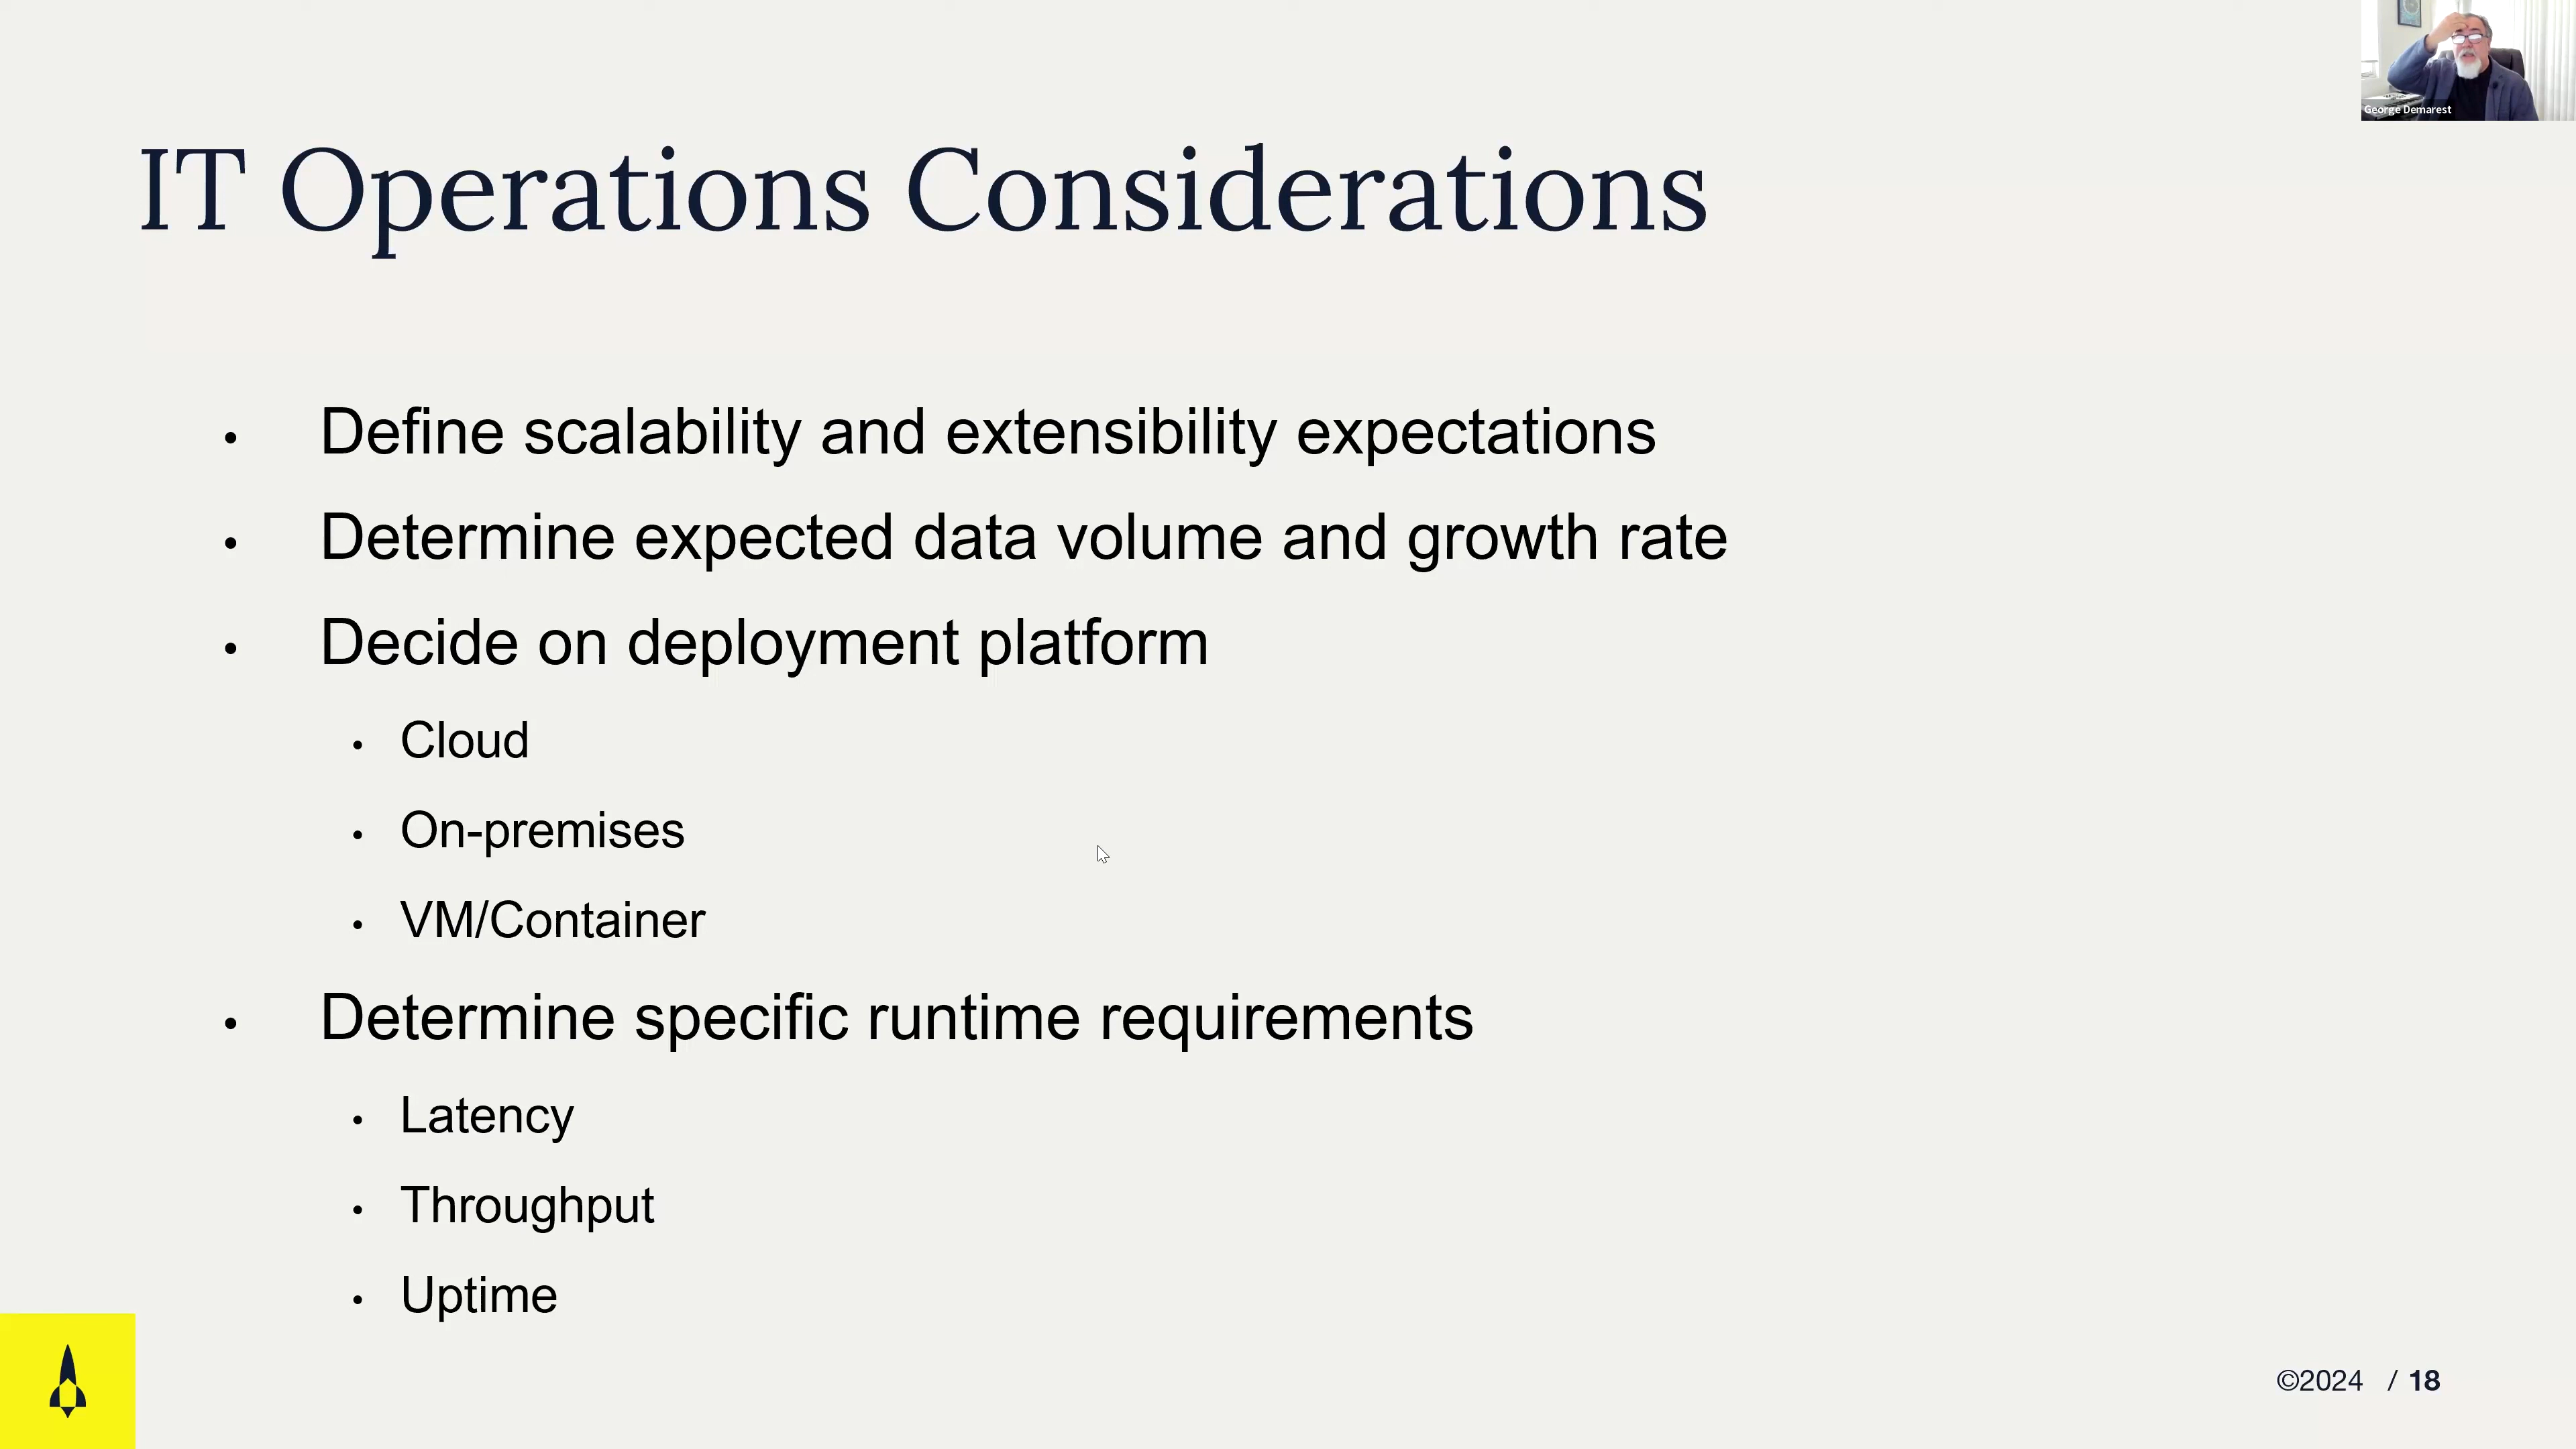 George Demarest
IT Operations Considerations
• Define scalability and extensibility expectations
• Determine expected data volume and growth rate
• Decide on deployment platform
• Cloud
• On-premises
• VM/Container
• Determine specific runtime requirements
• Latency
• Throughput
• Uptime
©2024 / 18